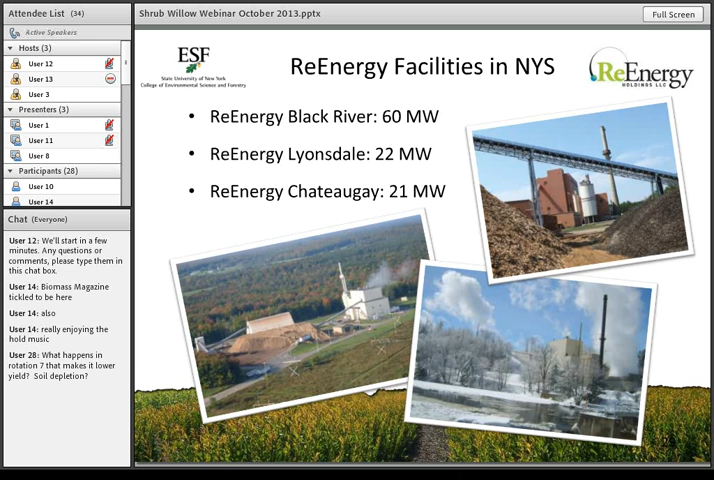 Attendee List (34)
Active Speakers
Hosts (3)
User 12
User 13
User 3
Presenters (3)
User 1
User 11
User 8
Participants (28)
User 10
User 14
Chat (Everyone)
User 12: We'll start in a few
minutes. Any questions or
comments, please type them in
this chat box.
User 14: Biomass Magazine
tickled to be here
User 14: also
User 14: really enjoying the
hold music
User 28: What happens in
rotation 7 that makes it lower
yield? Soil depletion?
Shrub Willow Webinar October 2013.pptx
Full Screen
ESF
State University of New York
College of Environmental Science and Forestry
ReEnergy Facilities in NYS
ReEnergy
HOLDINGS LLC
• ReEnergy Black River: 60 MW
• ReEnergy Lyonsdale: 22 MW
• ReEnergy Chateaugay: 21 MW